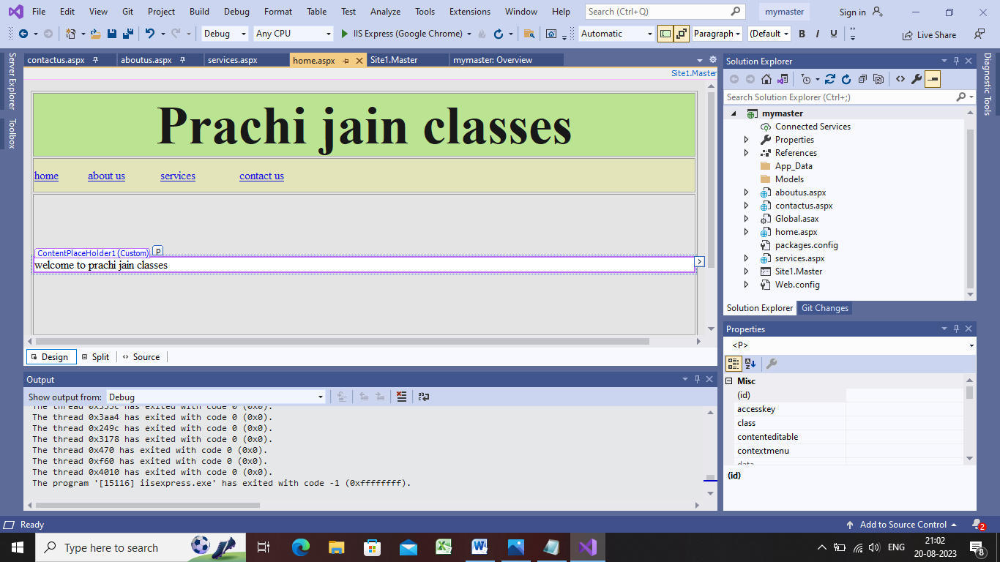 File Edit View Git Project Build Debug Format Table Test Analyze Tools Extensions Window Help Search (Ctrl+Q) mymaster Sign in
Debug Any CPU IIS Express (Google Chrome) Automatic Paragraph (Default B I U Live Share
Server Explorer
Toolbox
contactus.aspx aboutus.aspx services.aspx home.aspx Site1.Master mymaster: Overview
Site1.Master
Prachi jain classes
home about us services contact us
ContentPlaceHolder1 (Custom) P
welcome to prachi jain classes
Design Split Source
Output
Show output from: Debug
The thread 0x3aa4 has exited with code 0 (0x0).
The thread 0x249c has exited with code 0 (0x0).
The thread 0x3178 has exited with code 0 (0x0).
The thread 0x470 has exited with code 0 (0x0).
The thread 0xf60 has exited with code 0 (0x0).
The thread 0x4010 has exited with code 0 (0x0).
The program '[15116] iisexpress.exe' has exited with code -1 (0xffffffff).
Solution Explorer
Search Solution Explorer (Ctrl+;)
mymaster
Connected Services
Properties
References
App_Data
Models
aboutus.aspx
contactus.aspx
Global.asax
home.aspx
packages.config
services.aspx
Site1.Master
Web.config
Solution Explorer Git Changes
Properties
<P>
Misc
(id)
accesskey
class
contenteditable
contextmenu
data
(id)
Diagnostic Tools
Ready Add to Source Control 2
Type here to search ENG 21:02
20-08-2023 8